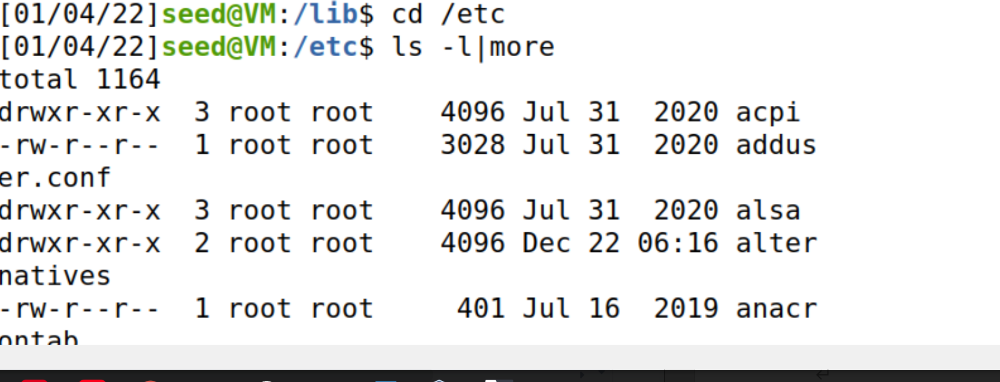 [01/04/22]seed@VM:/lib$ cd /etc
[01/04/22]seed@VM:/etc$ ls -l|more
total 1164
drwxr-xr-x  3 root root    4096 Jul 31  2020 acpi
-rw-r--r--  1 root root    3028 Jul 31  2020 addus
er.conf
drwxr-xr-x  3 root root    4096 Jul 31  2020 alsa
drwxr-xr-x  2 root root    4096 Dec 22 06:16 alter
natives
-rw-r--r--  1 root root     401 Jul 16  2019 anacr
ontab